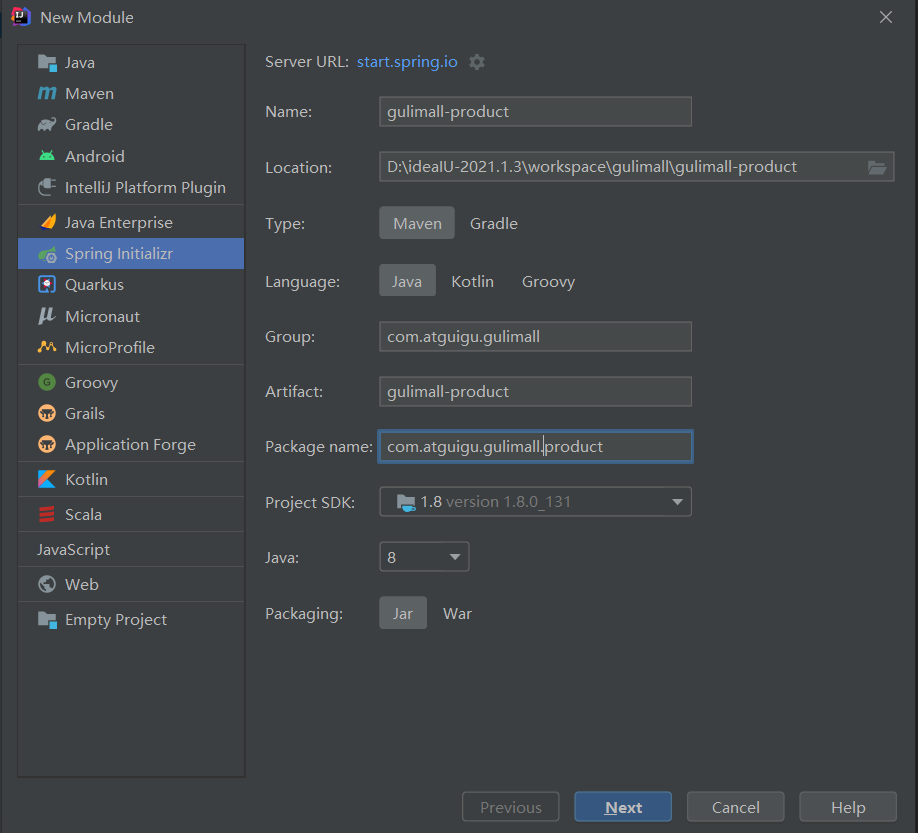 New Module
Java
Maven
Gradle
Android
IntelliJ Platform Plugin
Java Enterprise
Spring Initializr
Quarkus
Micronaut
MicroProfile
Groovy
Grails
Application Forge
Kotlin
Scala
JavaScript
Web
Empty Project
Server URL: start.spring.io
Name: gulimall-product
Location: D:\ideaIU-2021.1.3\workspace\gulimall\gulimall-product
Type: Maven Gradle
Language: Java Kotlin Groovy
Group: com.atguigu.gulimall
Artifact: gulimall-product
Package name: com.atguigu.gulimall.product
Project SDK: 1.8 version 1.8.0_131
Java: 8
Packaging: Jar War
Previous Next Cancel Help